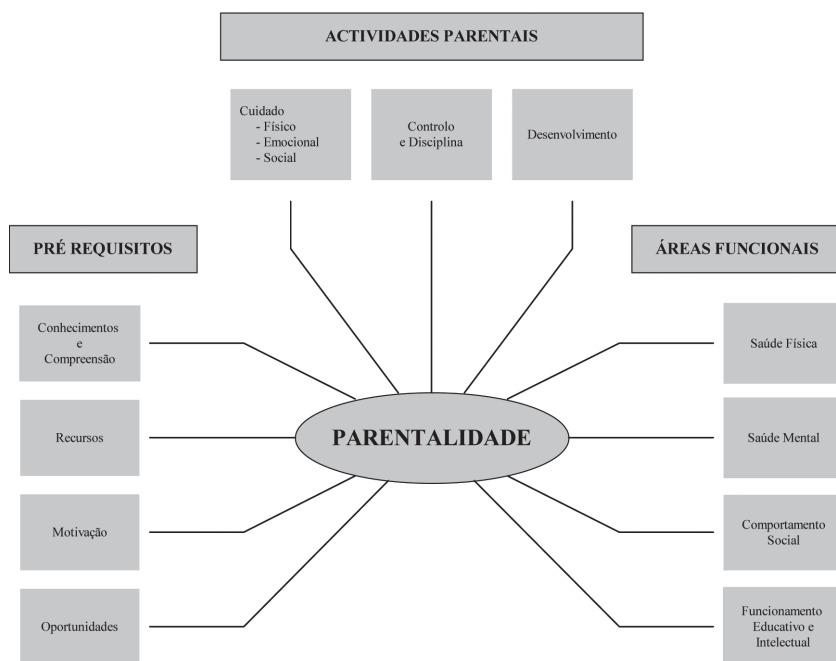 ACTIVIDADES PARENTAIS
Cuidado
- Físico
- Emocional
- Social
Controlo
e Disciplina
Desenvolvimento
PRÉ REQUISITOS
Conhecimentos
e
Compreensão
Recursos
Motivação
Oportunidades
PARENTALIDADE
ÁREAS FUNCIONAIS
Saúde Física
Saúde Mental
Comportamento
Social
Funcionamento
Educativo e
Intelectual